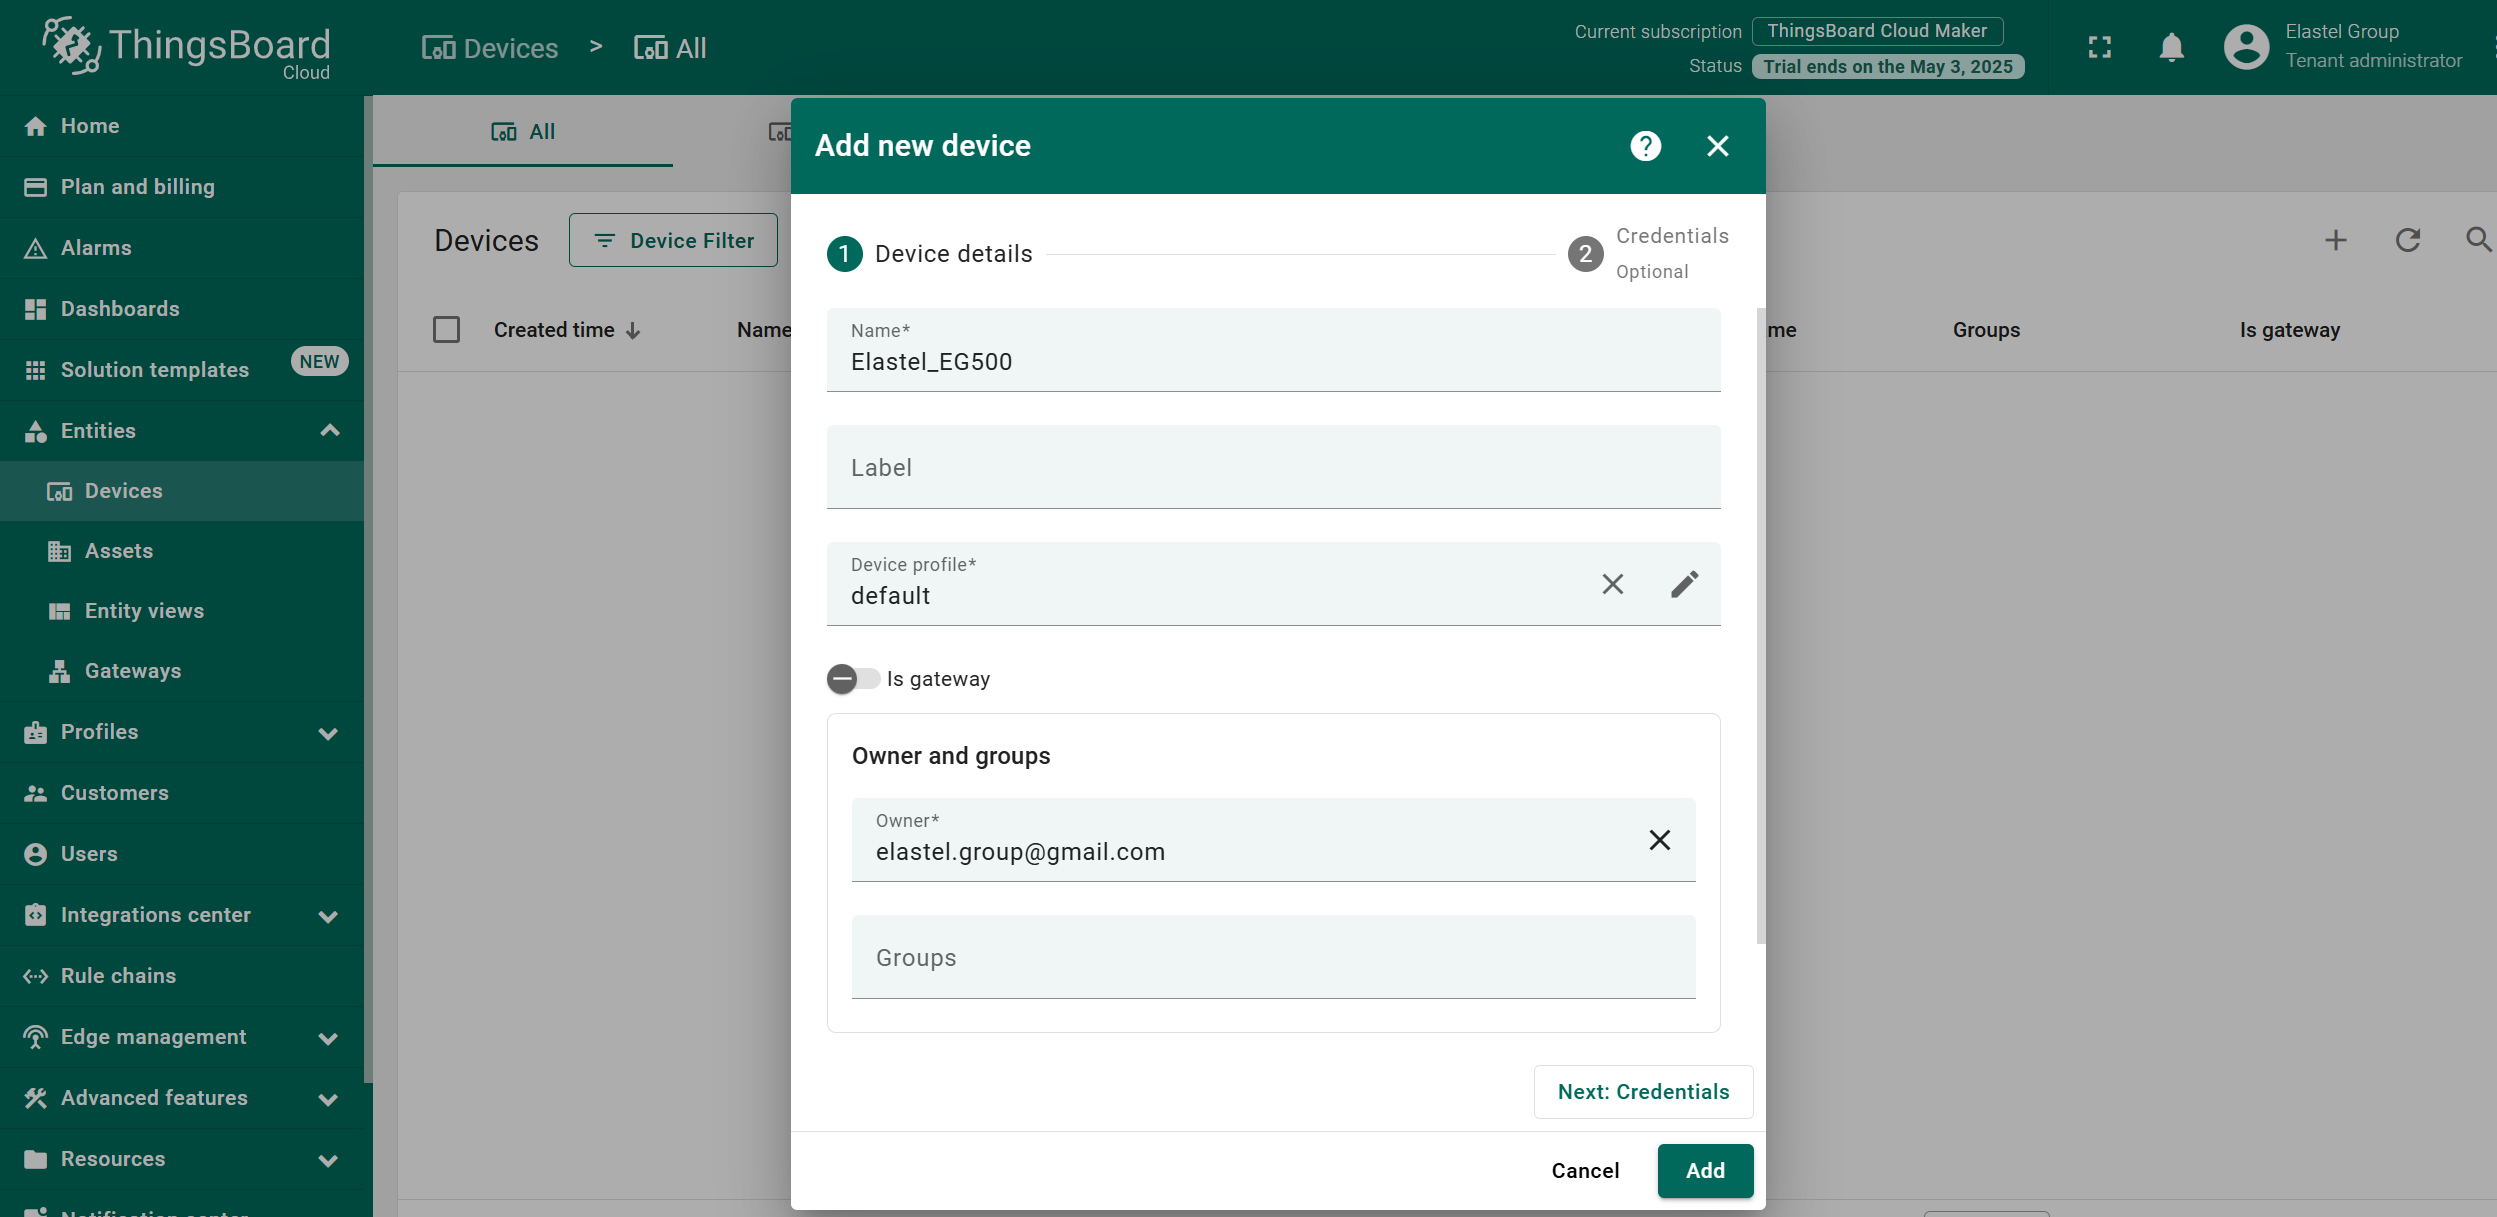 ThingsBoard
Cloud
Devices > All
Current subscription ThingsBoard Cloud Maker
Status Trial ends on the May 3, 2025
Elastel Group
Tenant administrator
Home
Plan and billing
Alarms
Dashboards
Solution templates NEW
Entities
Devices
Assets
Entity views
Gateways
Profiles
Customers
Users
Integrations center
Rule chains
Edge management
Advanced features
Resources
All
Devices
Device Filter
Created time
Name
me
Groups
Is gateway
Add new device
?
1 Device details
2 Credentials
Optional
Name*
Elastel_EG500
Label
Device profile*
default
Is gateway
Owner and groups
Owner*
elastel.group@gmail.com
Groups
Next: Credentials
Cancel
Add